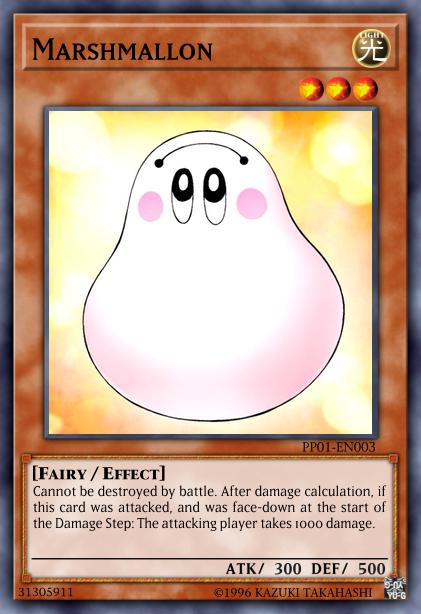 Marshmallon
LIGHT
光
PP01-EN003
[Fairy / Effect]
Cannot be destroyed by battle. After damage calculation, if
this card was attacked, and was face-down at the start of
the Damage Step: The attacking player takes 1000 damage.
ATK/ 300 DEF/ 500
31305911
©1996 KAZUKI TAKAHASHI